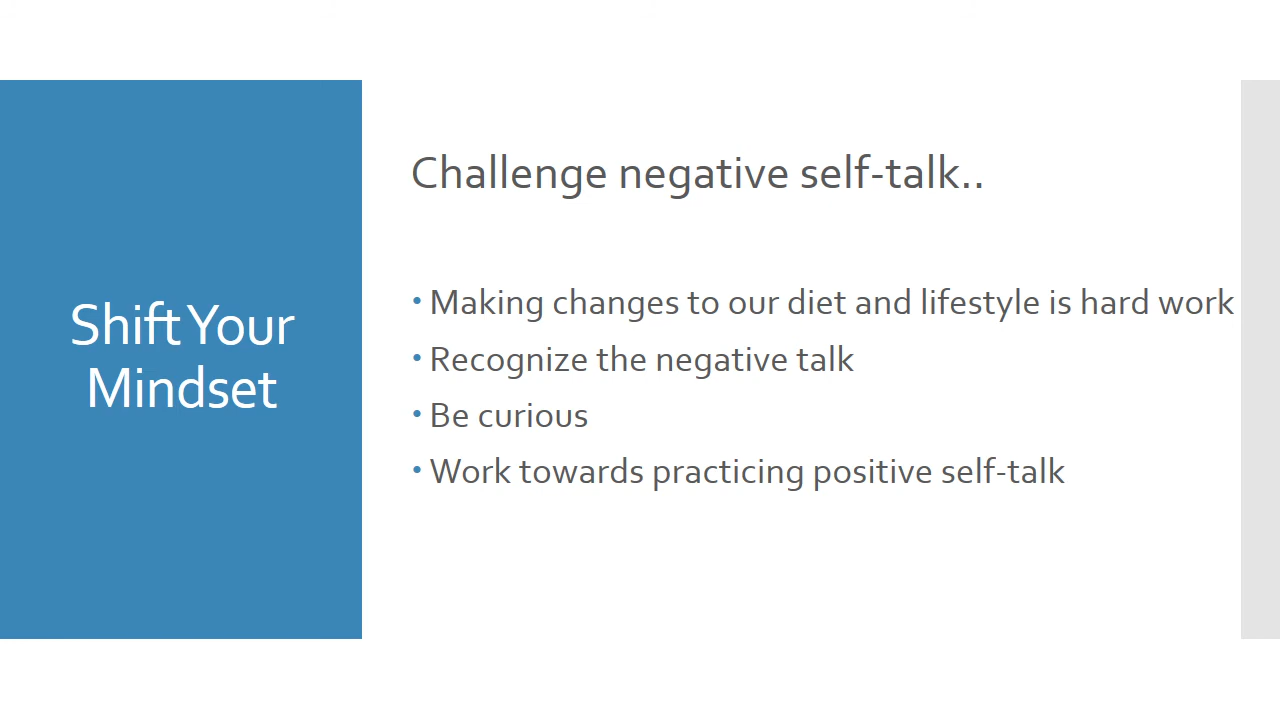 Shift Your
Mindset
Challenge negative self-talk..
• Making changes to our diet and lifestyle is hard work
• Recognize the negative talk
• Be curious
• Work towards practicing positive self-talk